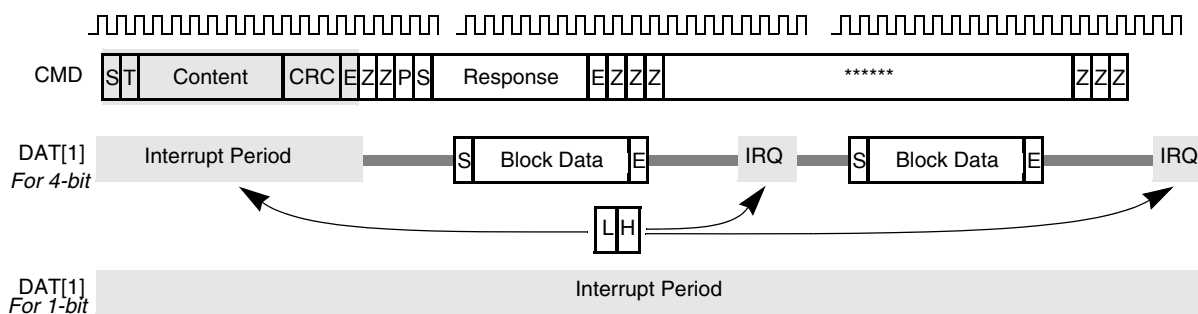 CMD S T Content CRC E Z Z P S Response E Z Z Z ****** Z Z Z
DAT[1] Interrupt Period S Block Data E IRQ S Block Data E IRQ
For 4-bit
L H
DAT[1] Interrupt Period
For 1-bit